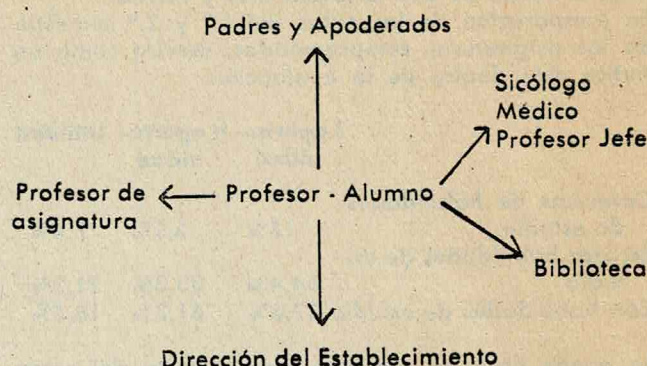 Padres y Apoderados
Sicólogo
Médico
Profesor Jefe
Profesor de
asignatura
Profesor - Alumno
Biblioteca
Dirección del Establecimiento